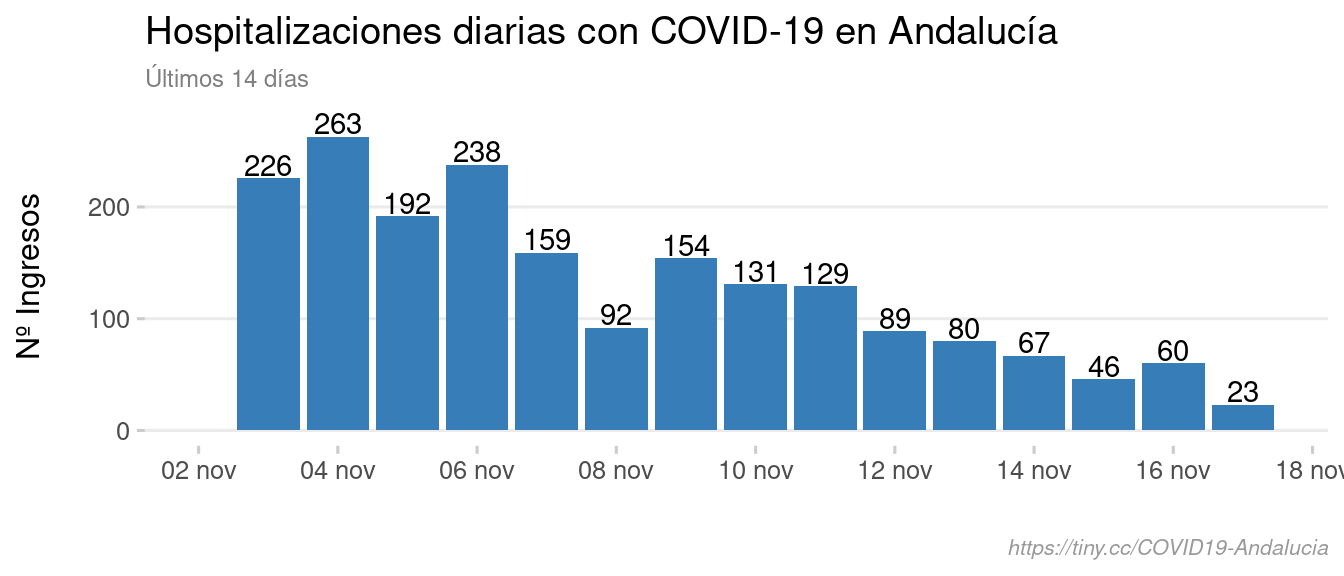 Hospitalizaciones diarias con COVID-19 en Andalucía
Últimos 14 días
Nº Ingresos
200
100
0
226
263
192
238
159
92
154
131
129
89
80
67
46
60
23
02 nov
04 nov
06 nov
08 nov
10 nov
12 nov
14 nov
16 nov
18 nov
https://tiny.cc/COVID19-Andalucia